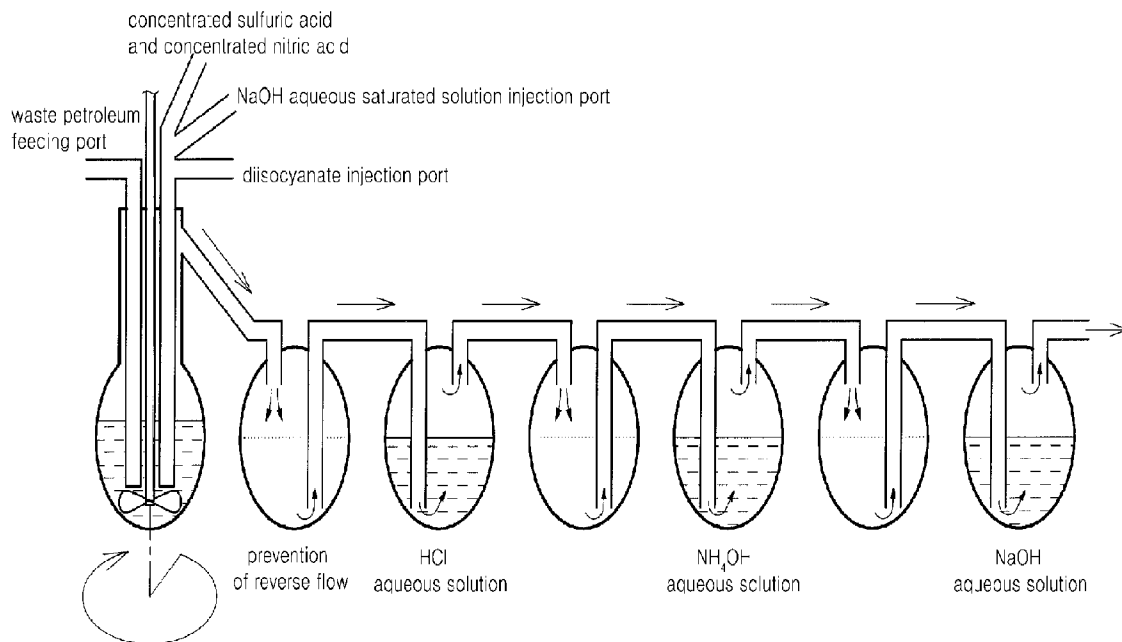 concentrated sulfuric acid
and concentrated nitric acid
NaOH aqueous saturated solution injection port
waste petroleum
feeding port
diisocyanate injection port
prevention
of reverse flow
HCl
aqueous solution
NH₄OH
aqueous solution
NaOH
aqueous solution